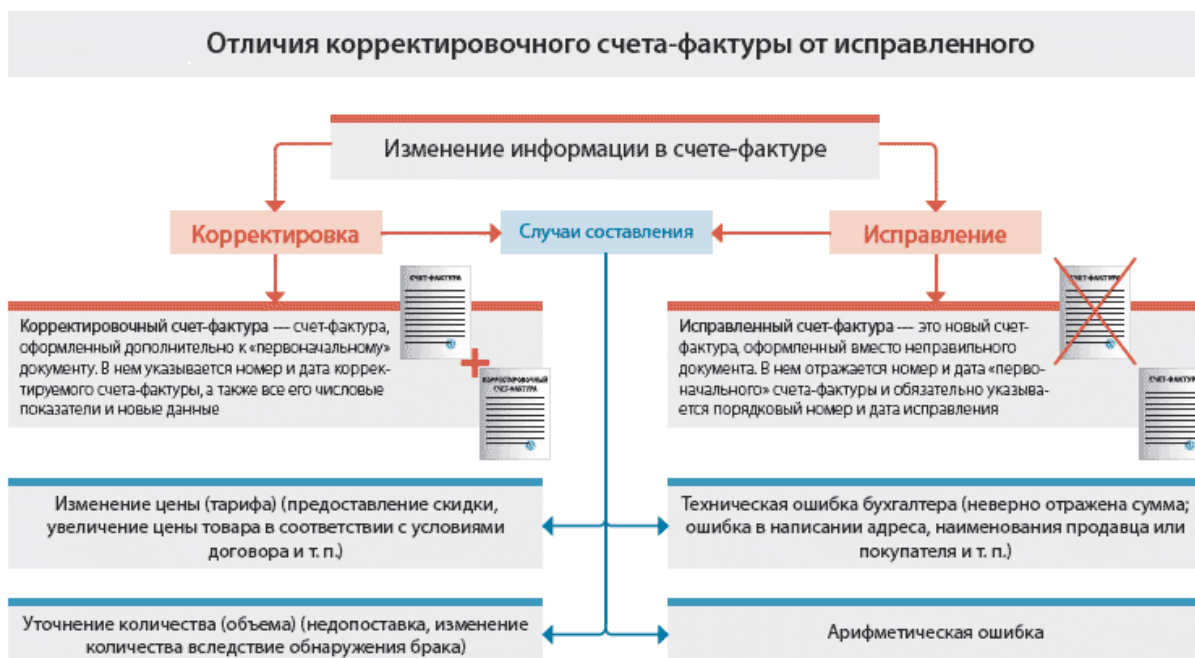 Отличия корректировочного счета-фактуры от исправленного
Изменение информации в счете-фактуре
Корректировка
Случаи составления
Исправление
СЧЕТ-ФАКТУРА
Корректировочный счет-фактура — счет-фактура,
оформленный дополнительно к «первоначальному»
документу. В нем указывается номер и дата коррек-
тируемого счета-фактуры, а также все его числовые
показатели и новые данные
КОРРЕКТИРОВОЧНЫЙ
СЧЕТ-ФАКТУРА
СЧЕТ-ФАКТУРА
Исправленный счет-фактура — это новый счет-
фактура, оформленный вместо неправильного
документа. В нем отражается номер и дата «перво-
начального» счета-фактуры и обязательно указыва-
ется порядковый номер и дата исправления
СЧЕТ-ФАКТУРА
Изменение цены (тарифа) (предоставление скидки,
увеличение цены товара в соответствии с условиями
договора и т. п.)
Техническая ошибка бухгалтера (неверно отражена сумма;
ошибка в написании адреса, наименования продавца или
покупателя и т. п.)
Уточнение количества (объема) (недопоставка, изменение
количества вследствие обнаружения брака)
Арифметическая ошибка